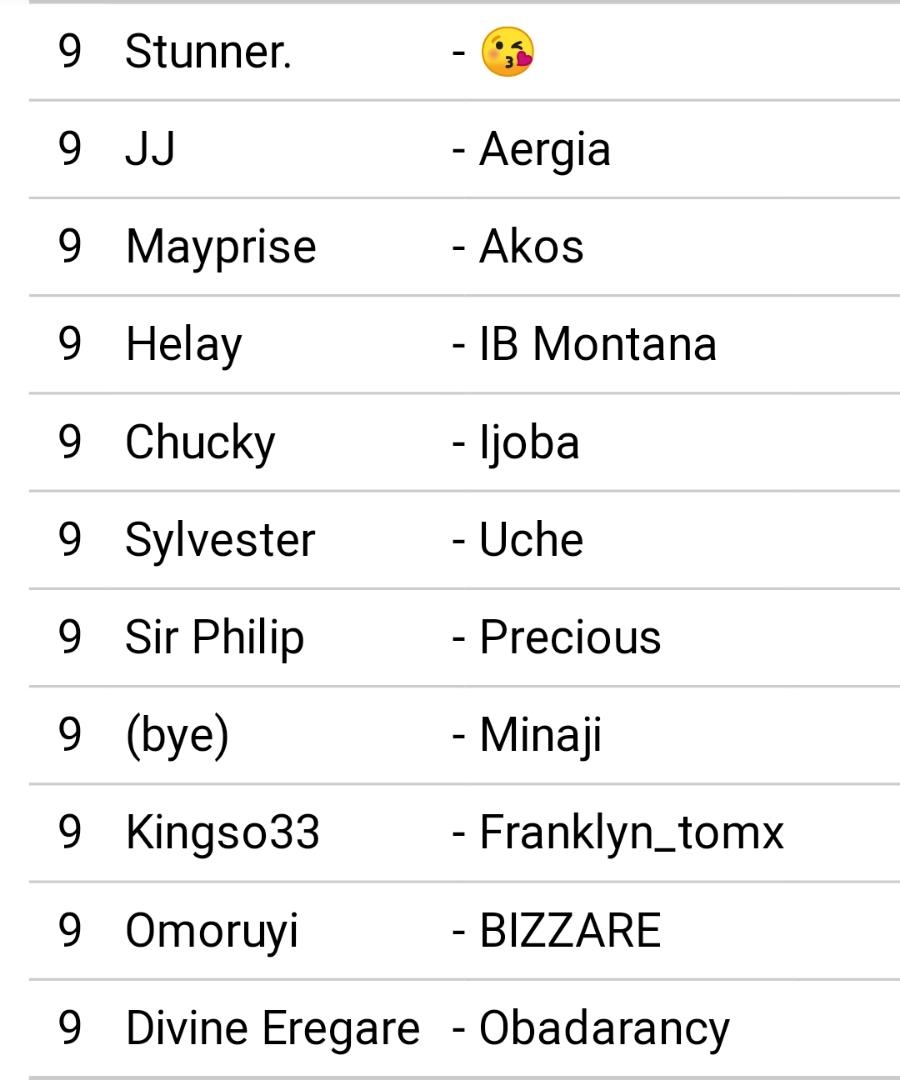 9 Stunner. - 😘
9 JJ - Aergia
9 Mayprise - Akos
9 Helay - IB Montana
9 Chucky - Ijoba
9 Sylvester - Uche
9 Sir Philip - Precious
9 (bye) - Minaji
9 Kingso33 - Franklyn_tomx
9 Omoruyi - BIZZARE
9 Divine Eregare - Obadarancy